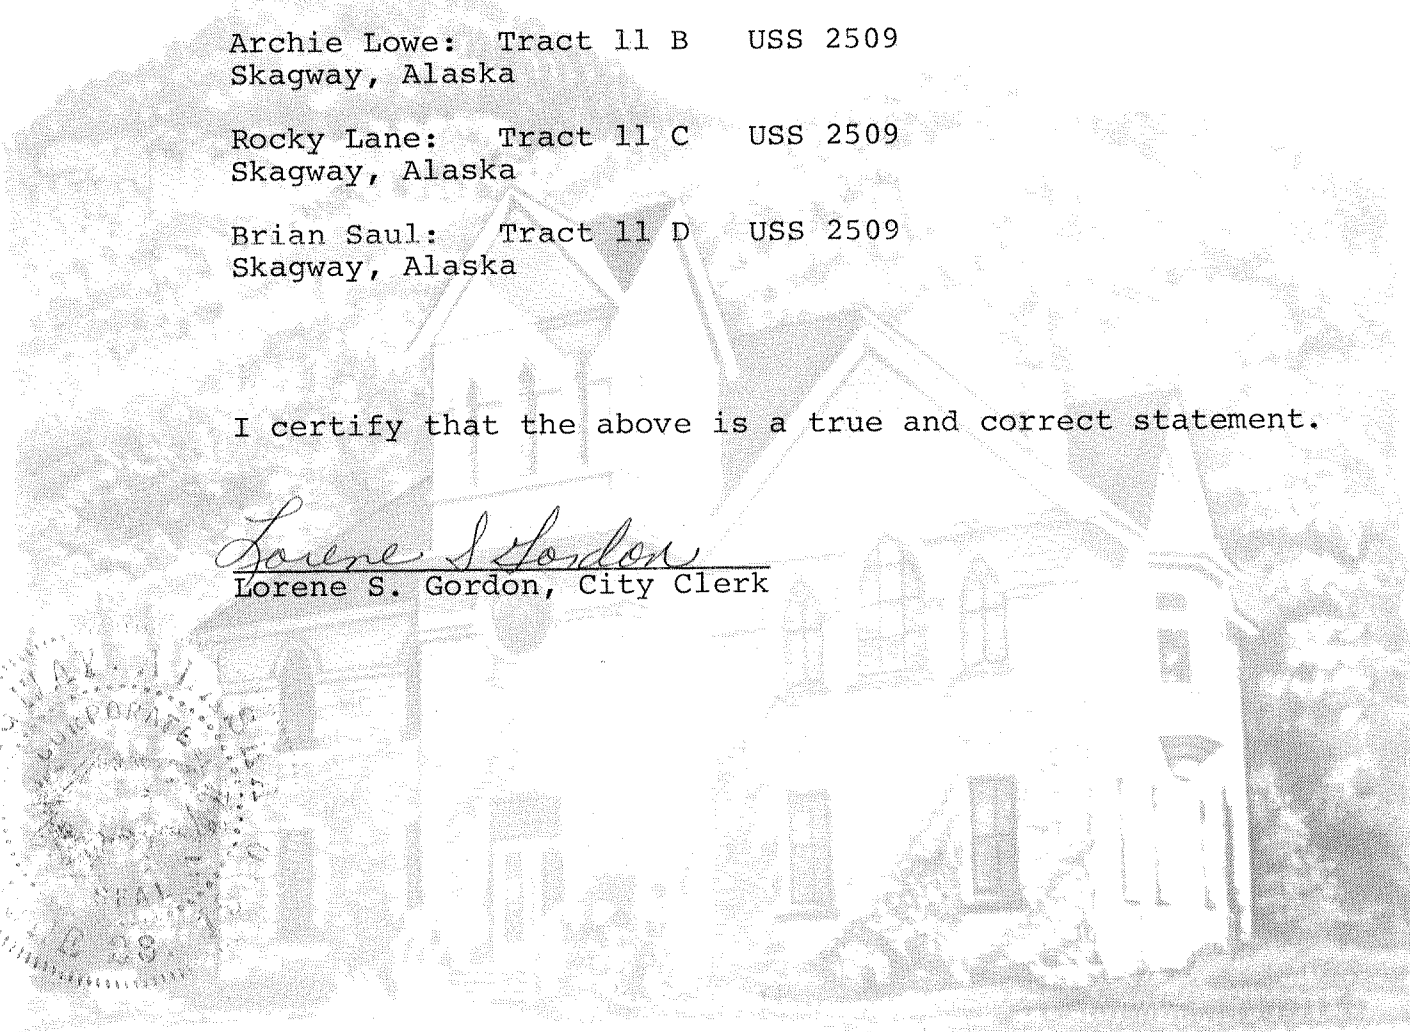 Archie Lowe: Tract 11 B USS 2509
Skagway, Alaska
Rocky Lane: Tract 11 C USS 2509
Skagway, Alaska
Brian Saul: Tract 11 D USS 2509
Skagway, Alaska
I certify that the above is a true and correct statement.
Lorene S Gordon
Lorene S. Gordon, City Clerk
CORPORATE
SEAL